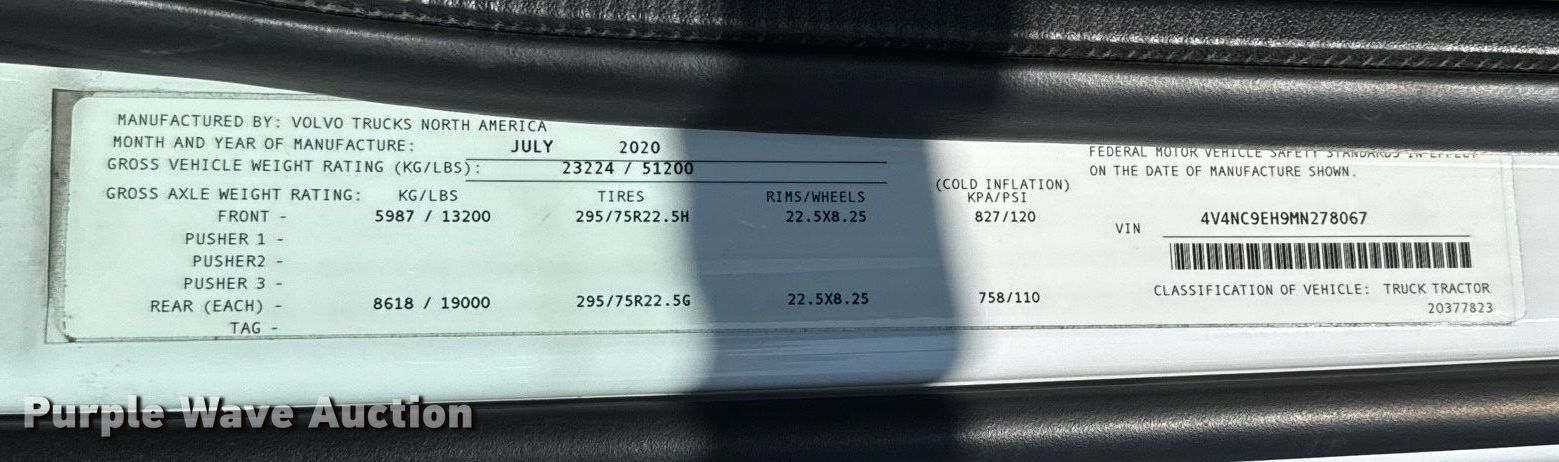 MANUFACTURED BY: VOLVO TRUCKS NORTH AMERICA
MONTH AND YEAR OF MANUFACTURE: JULY 2020
GROSS VEHICLE WEIGHT RATING (KG/LBS): 23224 / 51200
GROSS AXLE WEIGHT RATING: KG/LBS TIRES RIMS/WHEELS (COLD INFLATION) KPA/PSI
FRONT - 5987 / 13200 295/75R22.5H 22.5X8.25 827/120
PUSHER 1 -
PUSHER2 -
PUSHER 3 -
REAR (EACH) - 8618 / 19000 295/75R22.5G 22.5X8.25 758/110
TAG -
FEDERAL MOTOR VEHICLE SAFETY STANDARDS IN EFFECT
ON THE DATE OF MANUFACTURE SHOWN.
VIN 4V4NC9EH9MN278067
CLASSIFICATION OF VEHICLE: TRUCK TRACTOR
20377823
Purple Wave Auction